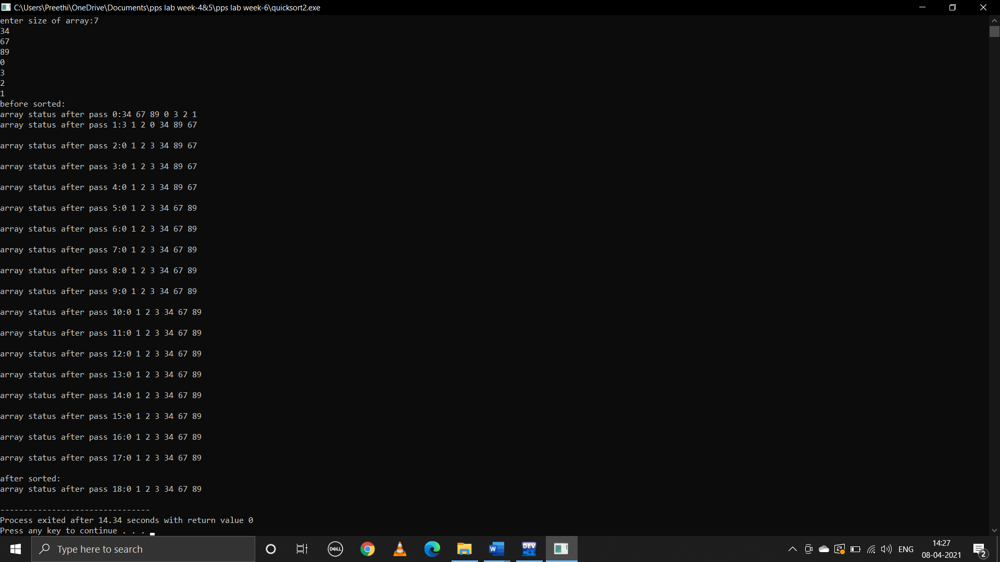 C:\Users\Preethi\OneDrive\Documents\pps lab week-4&5\pps lab week-6\quicksort2.exe
enter size of array:7
34
67
89
0
3
2
1
before sorted:
array status after pass 0:34 67 89 0 3 2 1
array status after pass 1:3 1 2 0 34 89 67
array status after pass 2:0 1 2 3 34 89 67
array status after pass 3:0 1 2 3 34 89 67
array status after pass 4:0 1 2 3 34 89 67
array status after pass 5:0 1 2 3 34 67 89
array status after pass 6:0 1 2 3 34 67 89
array status after pass 7:0 1 2 3 34 67 89
array status after pass 8:0 1 2 3 34 67 89
array status after pass 9:0 1 2 3 34 67 89
array status after pass 10:0 1 2 3 34 67 89
array status after pass 11:0 1 2 3 34 67 89
array status after pass 12:0 1 2 3 34 67 89
array status after pass 13:0 1 2 3 34 67 89
array status after pass 14:0 1 2 3 34 67 89
array status after pass 15:0 1 2 3 34 67 89
array status after pass 16:0 1 2 3 34 67 89
array status after pass 17:0 1 2 3 34 67 89
after sorted:
array status after pass 18:0 1 2 3 34 67 89
--------------------------------
Process exited after 14.34 seconds with return value 0
Press any key to continue . . .
Type here to search
DELL
W
DEV
C++
ENG
14:27
08-04-2021
2